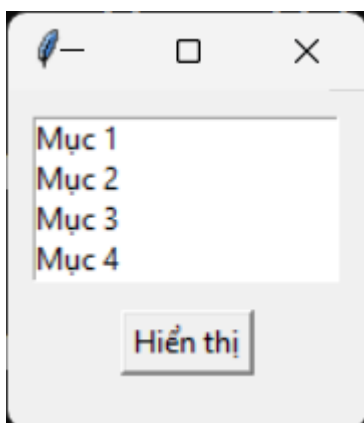 Mục 1
Mục 2
Mục 3
Mục 4
Hiển thị